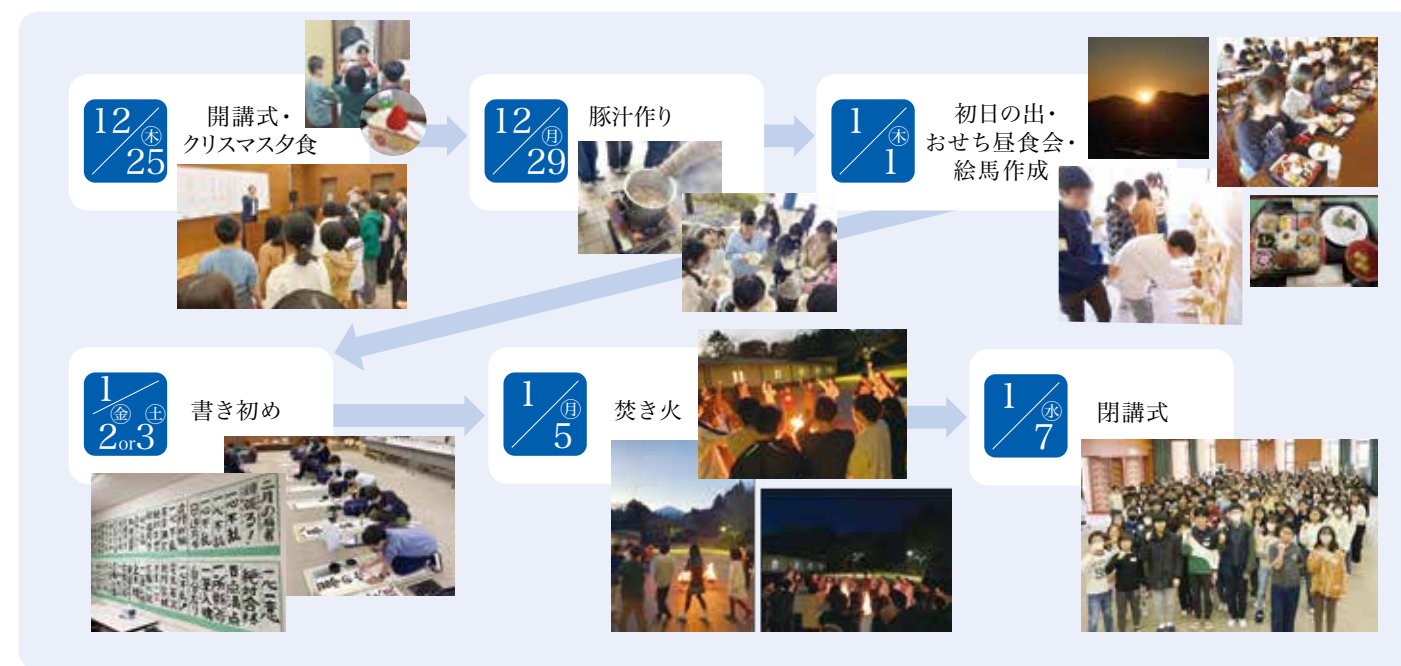 12/25 ㊍
開講式・
クリスマス夕食
12/29 ㊊
豚汁作り
1/1 ㊍
初日の出・
おせち昼食会・
絵馬作成
1/2or3 ㊎ ㊏
書き初め
1/5 ㊊
焚き火
1/7 ㊌
閉講式